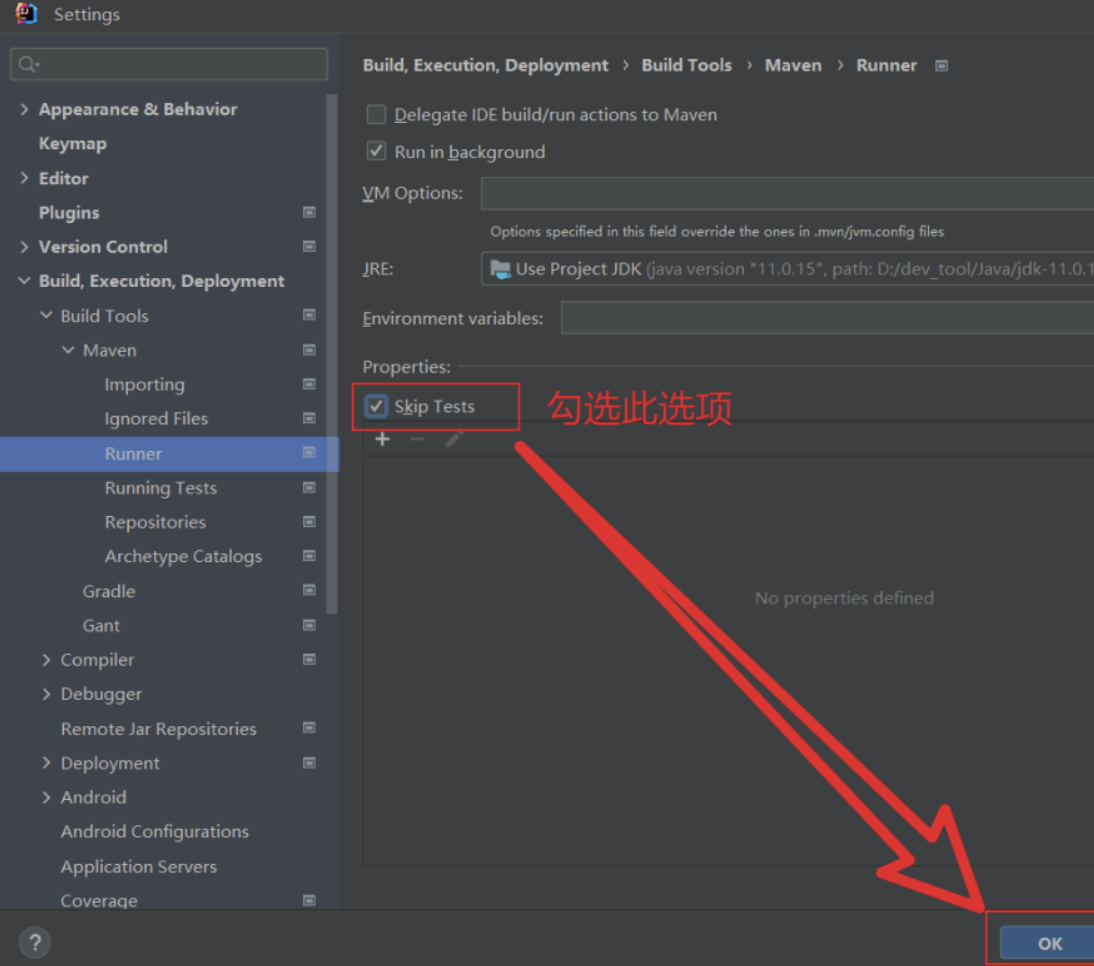 Settings
Appearance & Behavior
Keymap
Editor
Plugins
Version Control
Build, Execution, Deployment
Build Tools
Maven
Importing
Ignored Files
Runner
Running Tests
Repositories
Archetype Catalogs
Gradle
Gant
Compiler
Debugger
Remote Jar Repositories
Deployment
Android
Android Configurations
Application Servers
Coverage
?
Build, Execution, Deployment › Build Tools › Maven › Runner
Delegate IDE build/run actions to Maven
Run in background
VM Options:
Options specified in this field override the ones in .mvn/jvm.config files
JRE: Use Project JDK (java version "11.0.15", path: D:/dev_tool/Java/jdk-11.0.1
Environment variables:
Properties:
Skip Tests 勾选此选项
No properties defined
OK